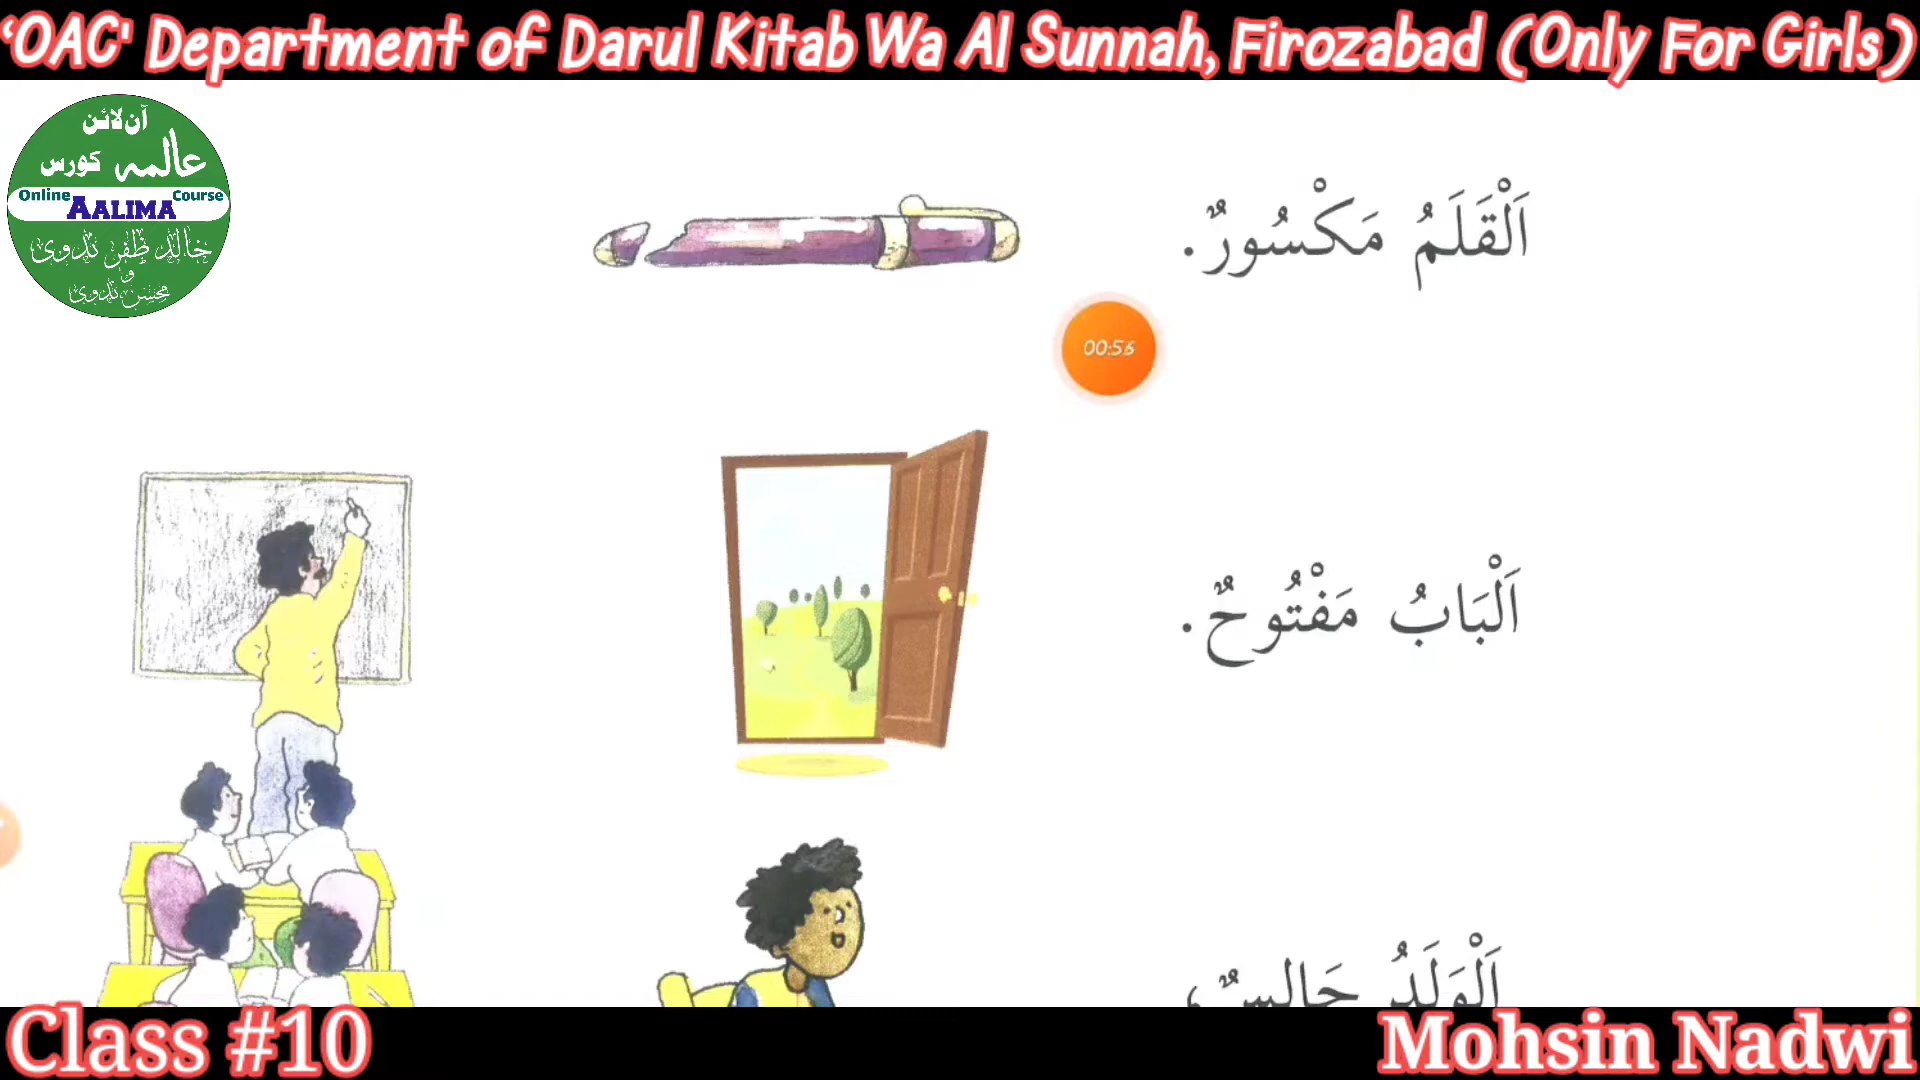 ‘OAC' Department of Darul Kitab Wa Al Sunnah, Firozabad (Only For Girls)
آن لائن
عالمہ کورس
Online Course
AALIMA
خالد ظفر ندوی
و
محسن ندوی
اَلْقَلَمُ مَكْسُورٌ.
00:56
اَلْبَابُ مَفْتُوحٌ.
اَلْوَلَدُ جَالِسٌ،
Class #10
Mohsin Nadwi